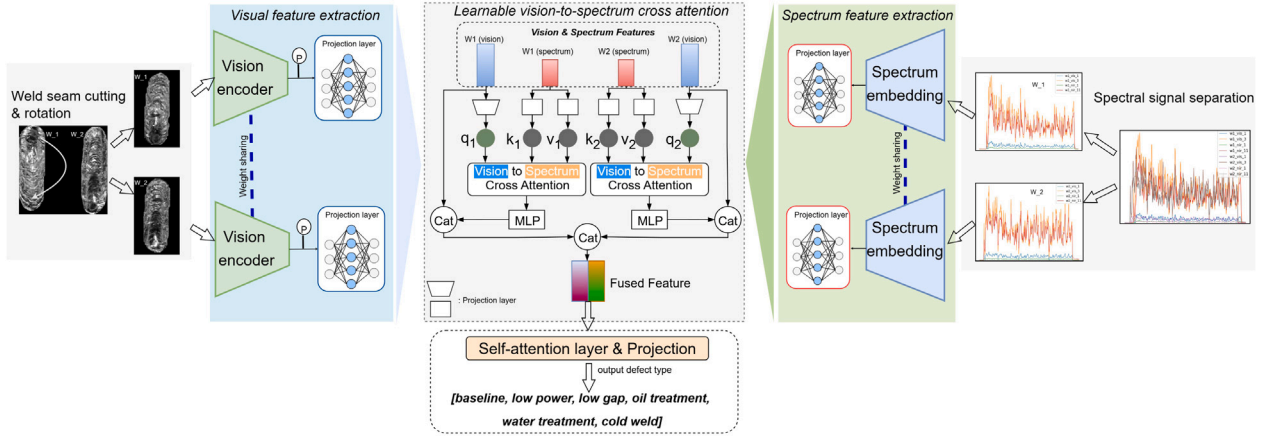 Visual feature extraction
Learnable vision-to-spectrum cross attention
Spectrum feature extraction
Weld seam cutting
& rotation
W_1
W_2
W_1
W_2
Vision
encoder
P
Projection layer
Weight sharing
Vision
encoder
P
Projection layer
Vision & Spectrum Features
W1 (vision)
W1 (spectrum)
W2 (spectrum)
W2 (vision)
q1
k1
v1
k2
v2
q2
Vision to Spectrum
Cross Attention
Vision to Spectrum
Cross Attention
Cat
MLP
MLP
Cat
Cat
Fused Feature
: Projection layer
Self-attention layer & Projection
output defect type
[baseline, low power, low gap, oil treatment,
water treatment, cold weld]
Projection layer
Spectrum
embedding
Weight sharing
Projection layer
Spectrum
embedding
W_1
W_2
Spectral signal separation